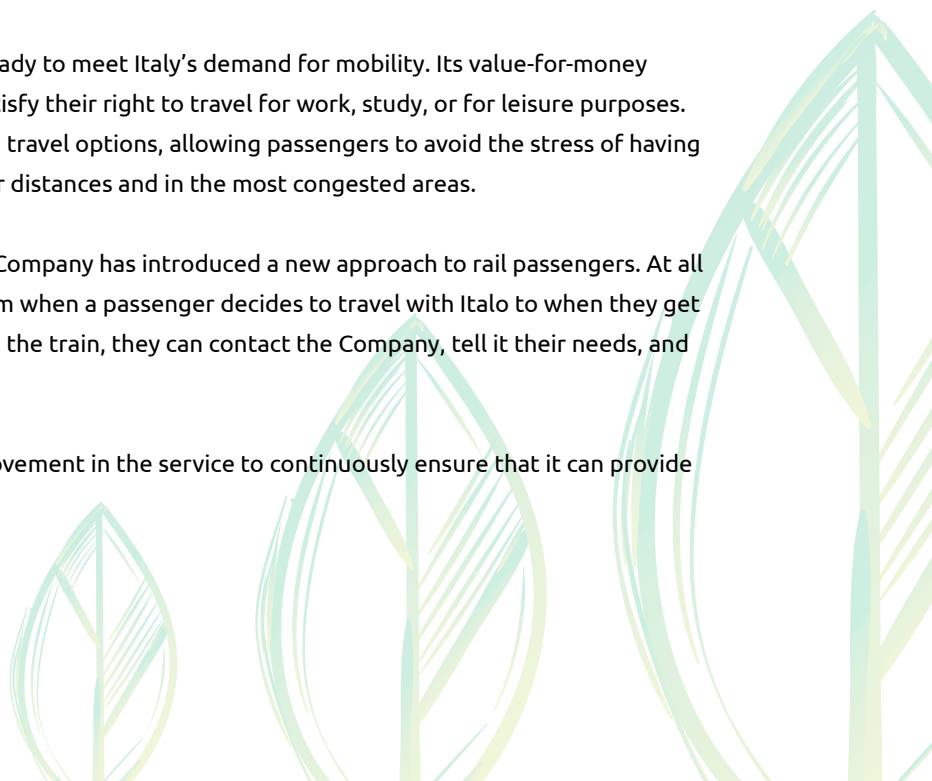 ady to meet Italy’s demand for mobility. Its value-for-money
isfy their right to travel for work, study, or for leisure purposes.
travel options, allowing passengers to avoid the stress of having
r distances and in the most congested areas.
Company has introduced a new approach to rail passengers. At all
m when a passenger decides to travel with Italo to when they get
the train, they can contact the Company, tell it their needs, and
ovement in the service to continuously ensure that it can provide